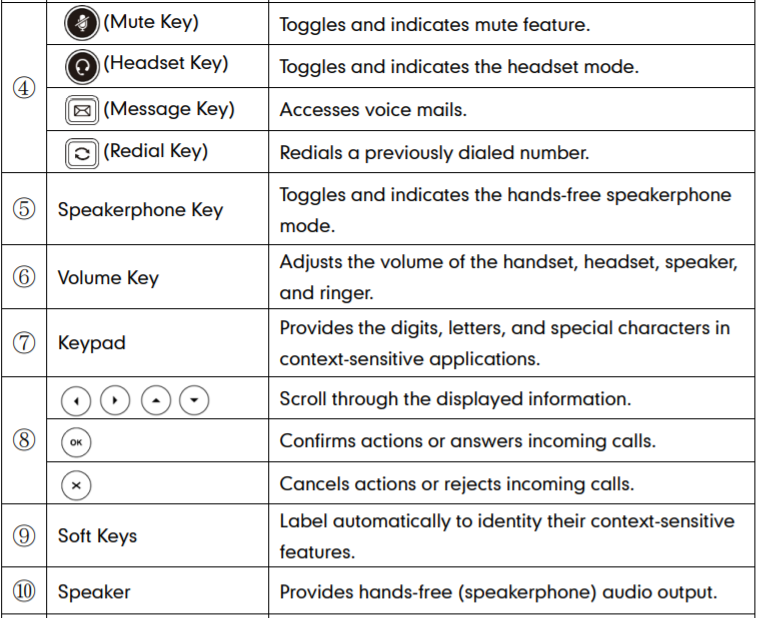 ④
(Mute Key) Toggles and indicates mute feature.
(Headset Key) Toggles and indicates the headset mode.
(Message Key) Accesses voice mails.
(Redial Key) Redials a previously dialed number.
⑤ Speakerphone Key Toggles and indicates the hands-free speakerphone
mode.
⑥ Volume Key Adjusts the volume of the handset, headset, speaker,
and ringer.
⑦ Keypad Provides the digits, letters, and special characters in
context-sensitive applications.
⑧
Scroll through the displayed information.
OK Confirms actions or answers incoming calls.
Cancels actions or rejects incoming calls.
⑨ Soft Keys Label automatically to identity their context-sensitive
features.
⑩ Speaker Provides hands-free (speakerphone) audio output.